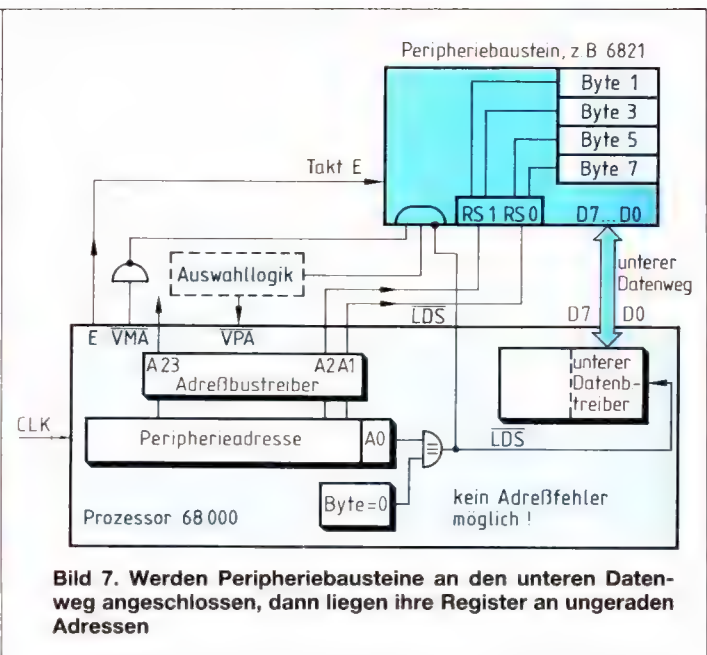 Peripheriebaustein, z B 6821
Byte 1
Byte 3
Byte 5
Byte 7
Takt E
RS 1 RS 0 D7...D0
Auswahllogik
unterer
Datenweg
LDS
D7 D0
E VMA VPA
A 23 A2 A1
Adreßbustreiber
unterer
Datenb-
treiber
CLK
Peripherieadresse A0
LDS
Byte=0
kein Adreßfehler
möglich !
Prozessor 68 000
Bild 7. Werden Peripheriebausteine an den unteren Daten-
weg angeschlossen, dann liegen ihre Register an ungeraden
Adressen